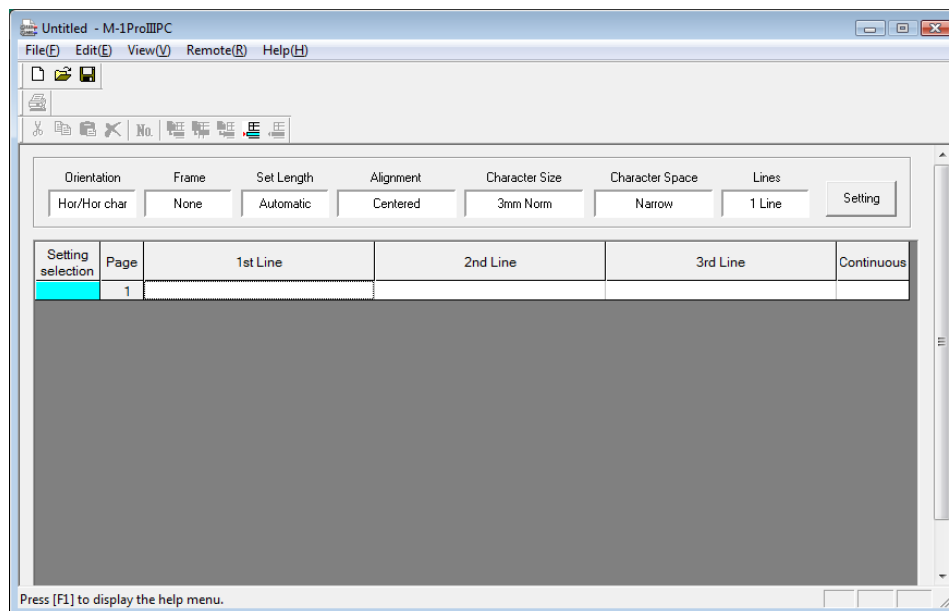 Untitled - M-1ProIIIPC
File(F) Edit(E) View(V) Remote(R) Help(H)
No.
Orientation Frame Set Length Alignment Character Size Character Space Lines
Hor/Hor char None Automatic Centered 3mm Norm Narrow 1 Line Setting
Setting selection Page 1st Line 2nd Line 3rd Line Continuous
1
Press [F1] to display the help menu.